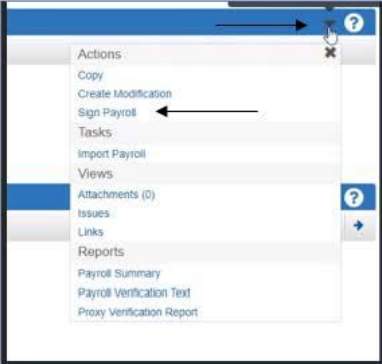 ?
Actions
Copy
Create Modification
Sign Payroll
Tasks
Import Payroll
Views
Attachments (0)
?
Issues
Links
Reports
Payroll Summary
Payroll Verification Text
Proxy Verification Report